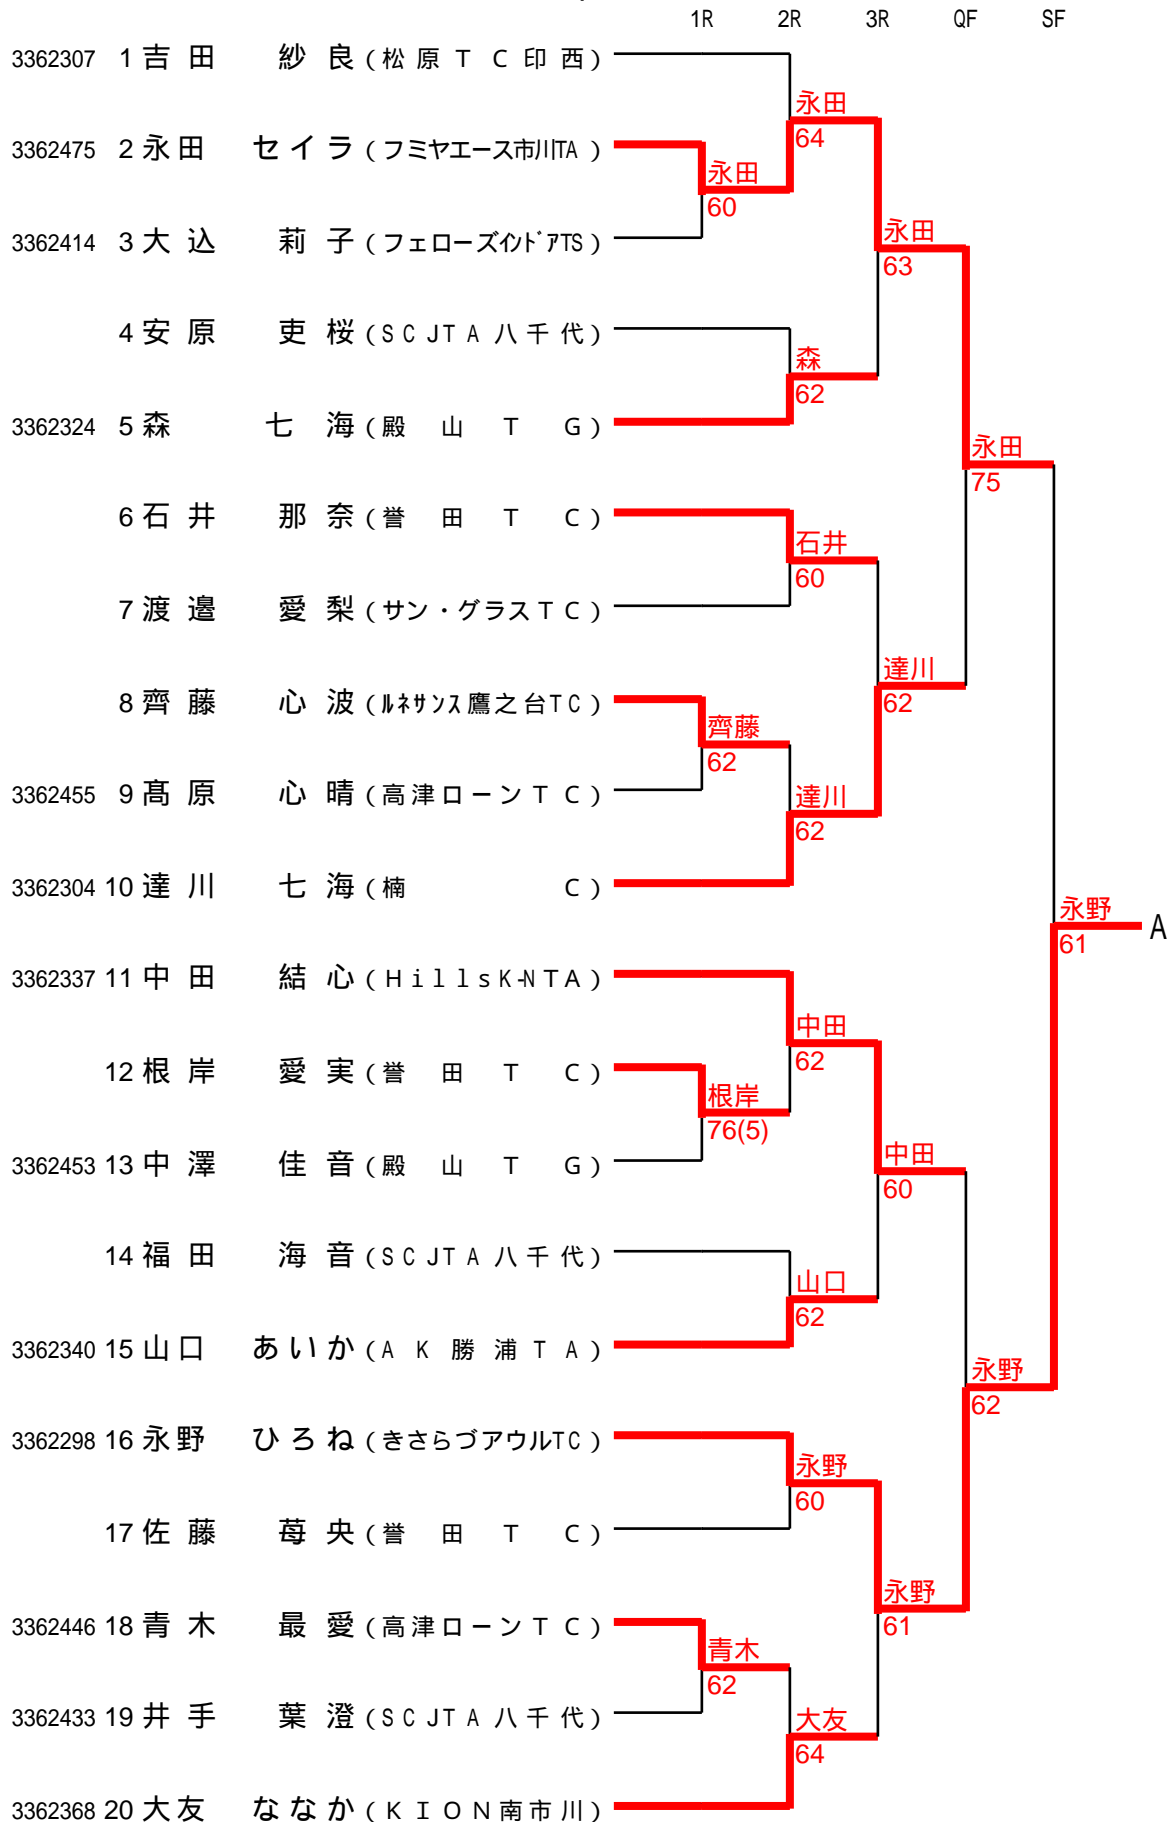 1R 2R 3R QF SF
3362307 1 吉田 紗良 (松原TC印西)
永田
64
3362475 2 永田 セイラ (フミヤエース市川TA)
永田
60
3362414 3 大込 莉子 (フェローズインドアTS)
永田
63
4 安原 吏桜 (SCJTA八千代)
森
62
3362324 5 森 七海 (殿山TG)
永田
75
6 石井 那奈 (誉田TC)
石井
60
7 渡邉 愛梨 (サン・グラスTC)
達川
62
8 齊藤 心波 (ルネサンス鷹之台TC)
齊藤
62
3362455 9 髙原 心晴 (高津ローンTC)
達川
62
3362304 10 達川 七海 (楠 C)
永野 A
61
3362337 11 中田 結心 (HillsK-NTA)
中田
62
12 根岸 愛実 (誉田TC)
根岸
76(5)
3362453 13 中澤 佳音 (殿山TG)
中田
60
14 福田 海音 (SCJTA八千代)
山口
62
3362340 15 山口 あいか (AK勝浦TA)
永野
62
3362298 16 永野 ひろね (きさらづアウルTC)
永野
60
17 佐藤 苺央 (誉田TC)
永野
61
3362446 18 青木 最愛 (高津ローンTC)
青木
62
3362433 19 井手 葉澄 (SCJTA八千代)
大友
64
3362368 20 大友 ななか (KION南市川)